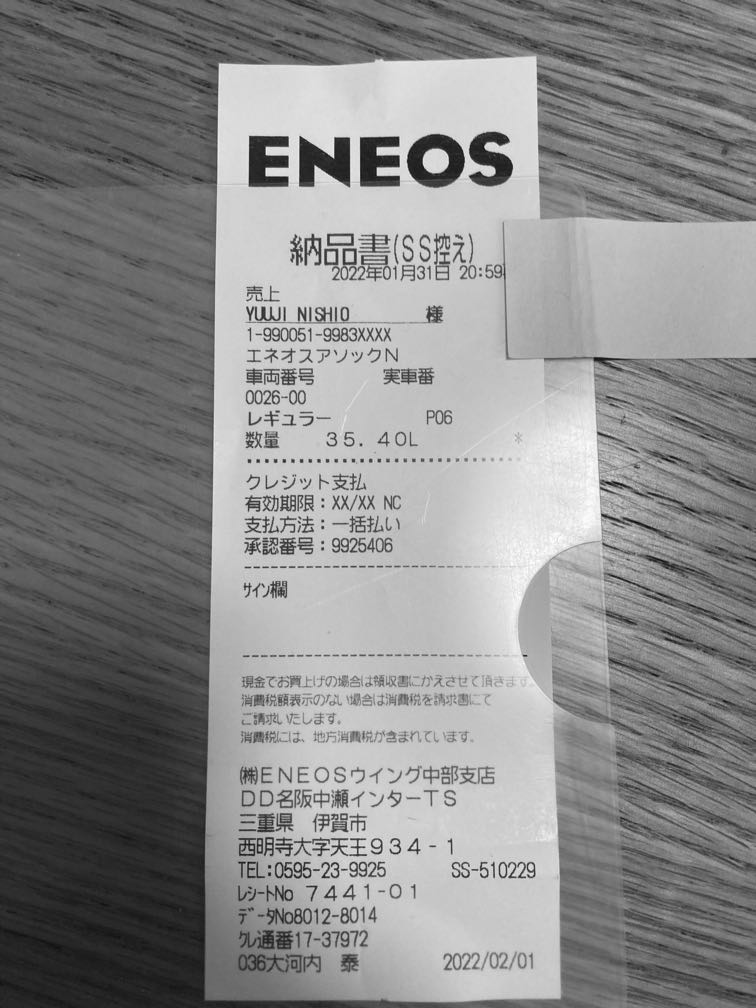 ENEOS
納品書(SS控え)
2022年01月31日 20:59
売上
YUUJI NISHIO 様
1-990051-9983XXXX
エネオスアソックN
車両番号 実車番
0026-00
レギュラー P06
数量 35.40L *
クレジット支払
有効期限:XX/XX NC
支払方法:一括払い
承認番号:9925406
サイン欄
現金でお買上げの場合は領収書にかえさせて頂きます。
消費税額表示のない場合は消費税を請求書にて
ご請求いたします。
消費税には、地方消費税が含まれています。
㈱ENEOSウイング中部支店
DD名阪中瀬インターTS
三重県 伊賀市
西明寺大字天王934-1
TEL:0595-23-9925 SS-510229
レシートNo 7441-01
データNo8012-8014
クレ通番17-37972
036大河内 泰 2022/02/01